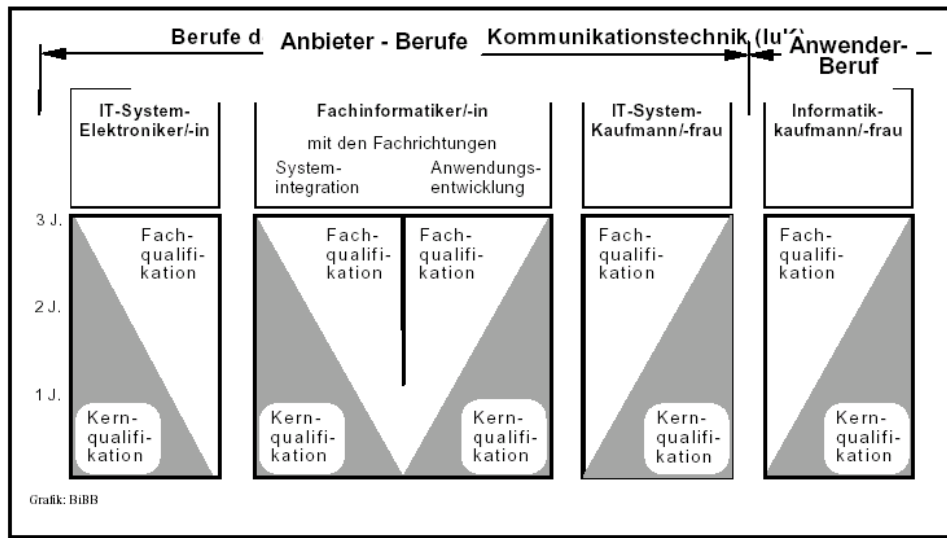 Berufe d Anbieter - Berufe Kommunikationstechnik
Anwender-
Beruf
IT-System-
Elektroniker/-in
Fachinformatiker/-in
mit den Fachrichtungen
System-
integration
Anwendungs-
entwicklung
IT-System-
Kaufmann/-frau
Informatik-
kaufmann/-frau
3 J.
2 J.
1 J.
Fach-
qualifi-
kation
Kern-
qualifi-
kation
Fach-
qualifi-
kation
Kern-
qualifi-
kation
Fach-
qualifi-
kation
Kern-
qualifi-
kation
Fach-
qualifi-
kation
Kern-
qualifi-
kation
Fach-
qualifi-
kation
Kern-
qualifi-
kation
Grafik: BiBB